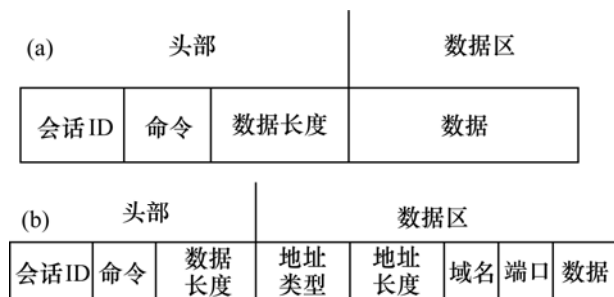 (a) 头部 数据区
会话ID 命令 数据长度 数据
(b) 头部 数据区
会话ID 命令 数据 长度 地址 类型 地址 长度 域名 端口 数据